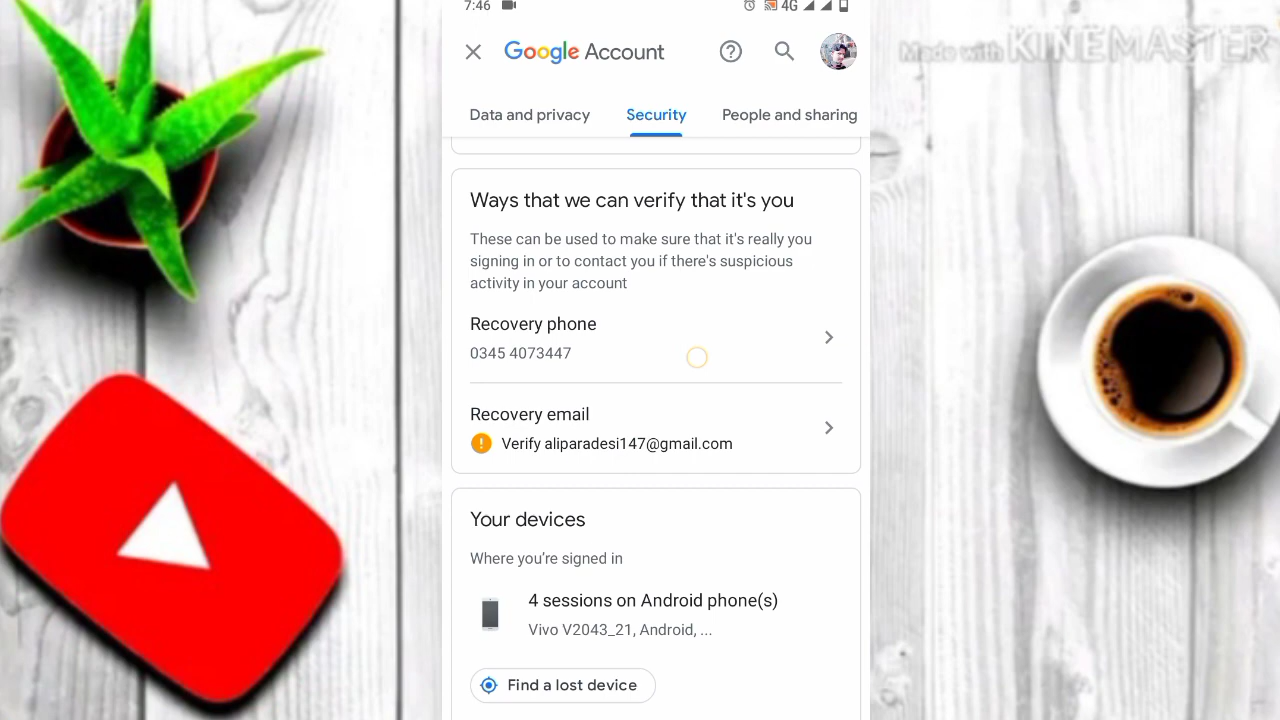 7:46
4G
Made with KINEMASTER
Google Account
Data and privacy
Security
People and sharing
Ways that we can verify that it's you
These can be used to make sure that it's really you
signing in or to contact you if there's suspicious
activity in your account
Recovery phone
0345 4073447
Recovery email
Verify aliparadesi147@gmail.com
Your devices
Where you’re signed in
4 sessions on Android phone(s)
Vivo V2043_21, Android, ...
Find a lost device